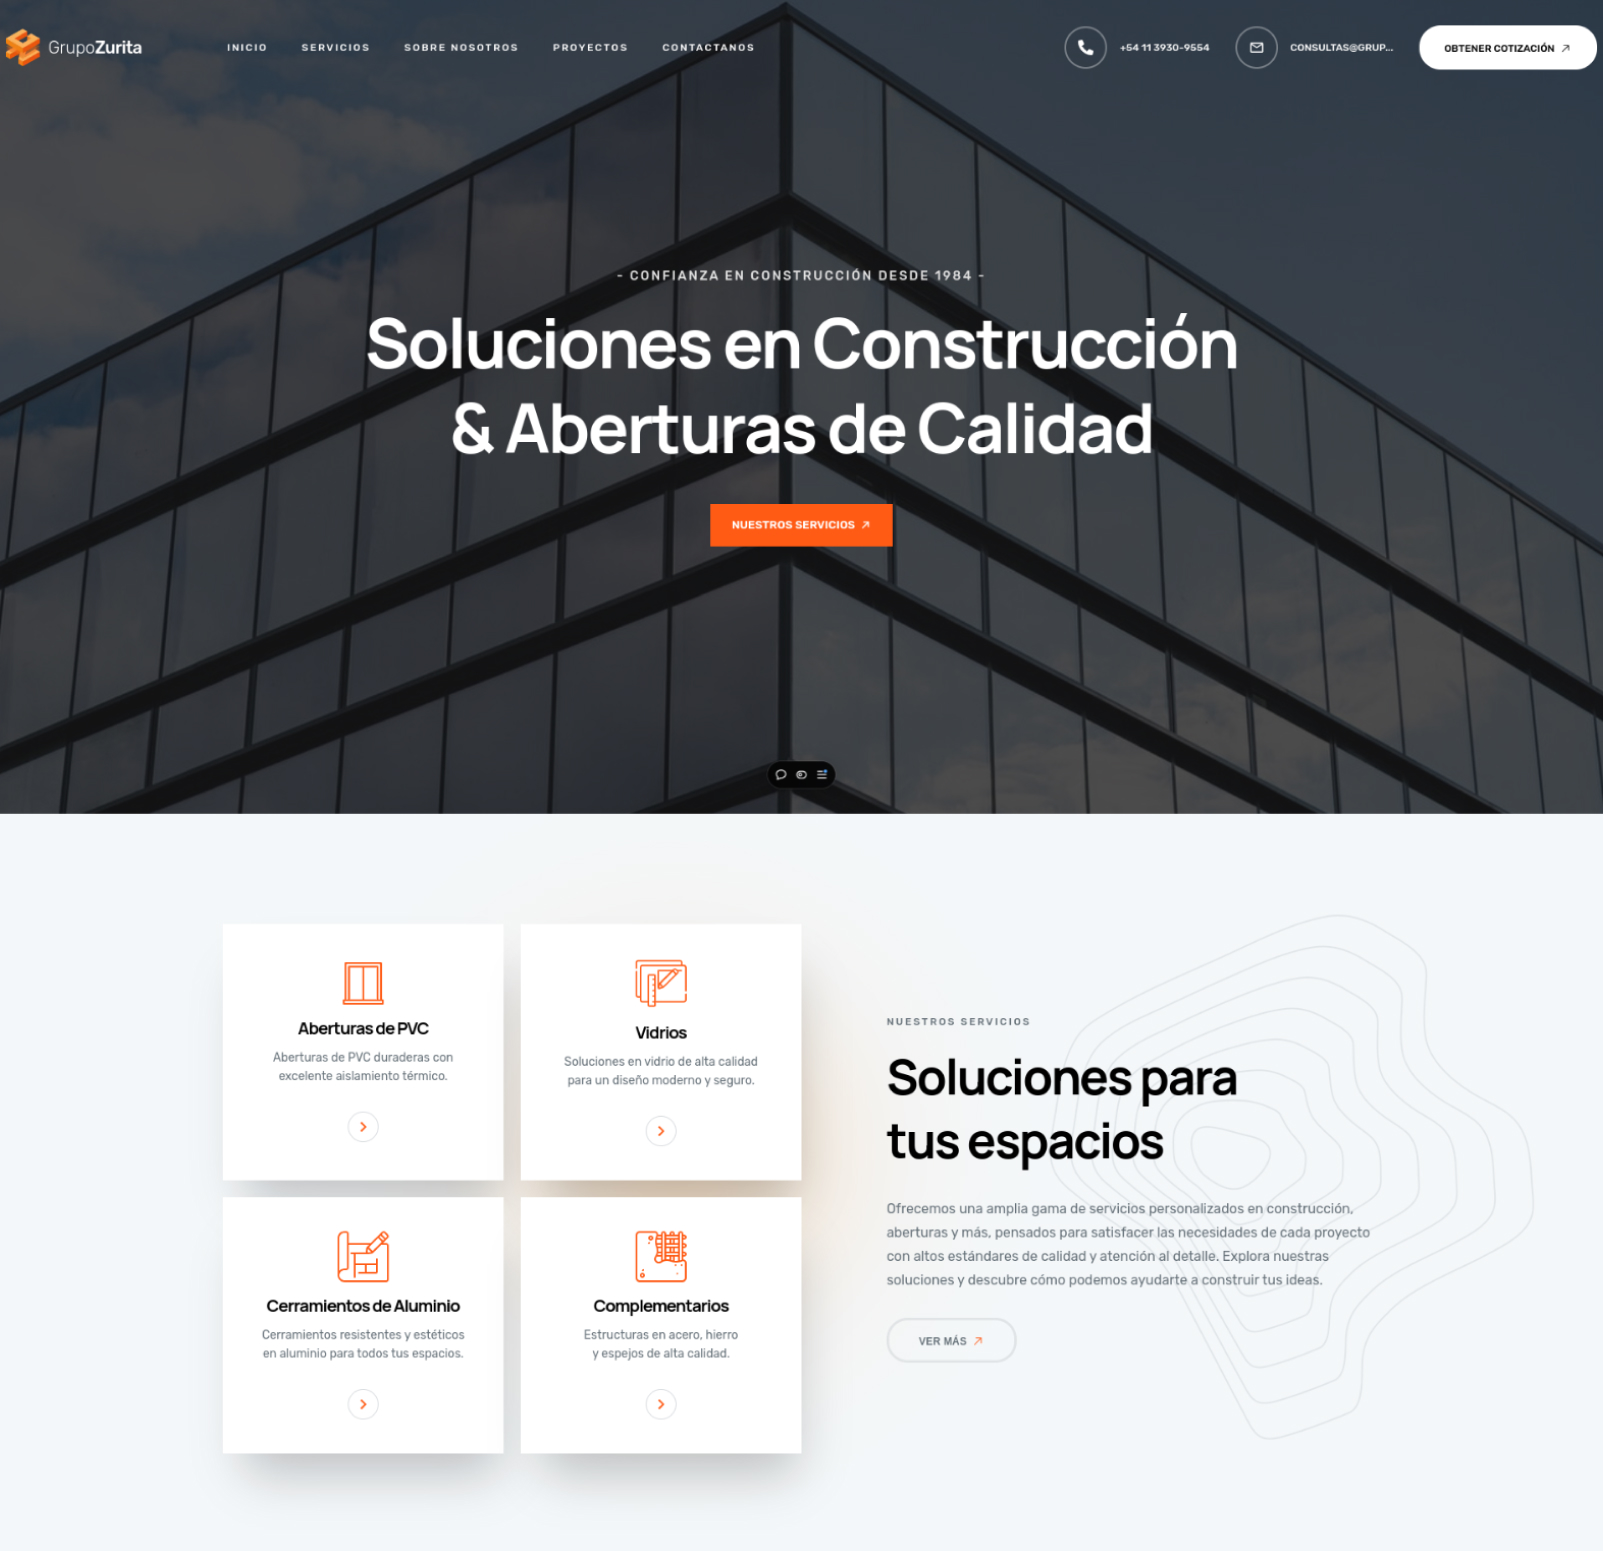 GrupoZurita
INICIO
SERVICIOS
SOBRE NOSOTROS
PROYECTOS
CONTACTANOS
+54 11 3930-9554
CONSULTAS@GRUP...
OBTENER COTIZACIÓN
- CONFIANZA EN CONSTRUCCIÓN DESDE 1984 -
Soluciones en Construcción
& Aberturas de Calidad
NUESTROS SERVICIOS
Aberturas de PVC
Aberturas de PVC duraderas con
excelente aislamiento térmico.
Vidrios
Soluciones en vidrio de alta calidad
para un diseño moderno y seguro.
Cerramientos de Aluminio
Cerramientos resistentes y estéticos
en aluminio para todos tus espacios.
Complementarios
Estructuras en acero, hierro
y espejos de alta calidad.
NUESTROS SERVICIOS
Soluciones para
tus espacios
Ofrecemos una amplia gama de servicios personalizados en construcción,
aberturas y más, pensados para satisfacer las necesidades de cada proyecto
con altos estándares de calidad y atención al detalle. Explora nuestras
soluciones y descubre cómo podemos ayudarte a construir tus ideas.
VER MÁS